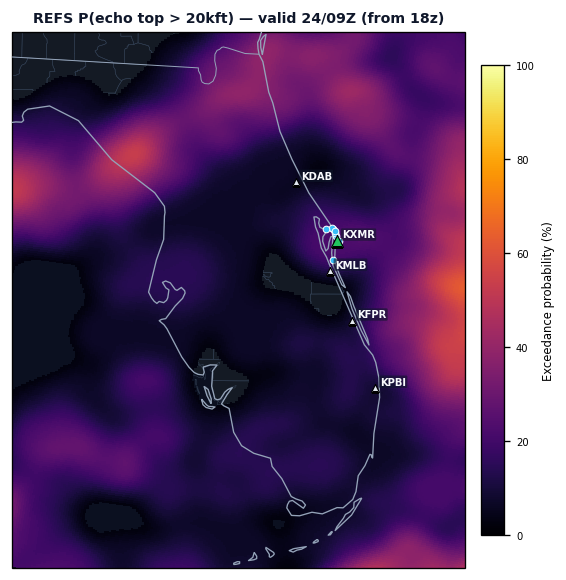 REFS P(echo top > 20kft) — valid 24/09Z (from 18z)
KDAB
KXMR
KMLB
KFPR
KPBI
100
80
60
40
20
0
Exceedance probability (%)